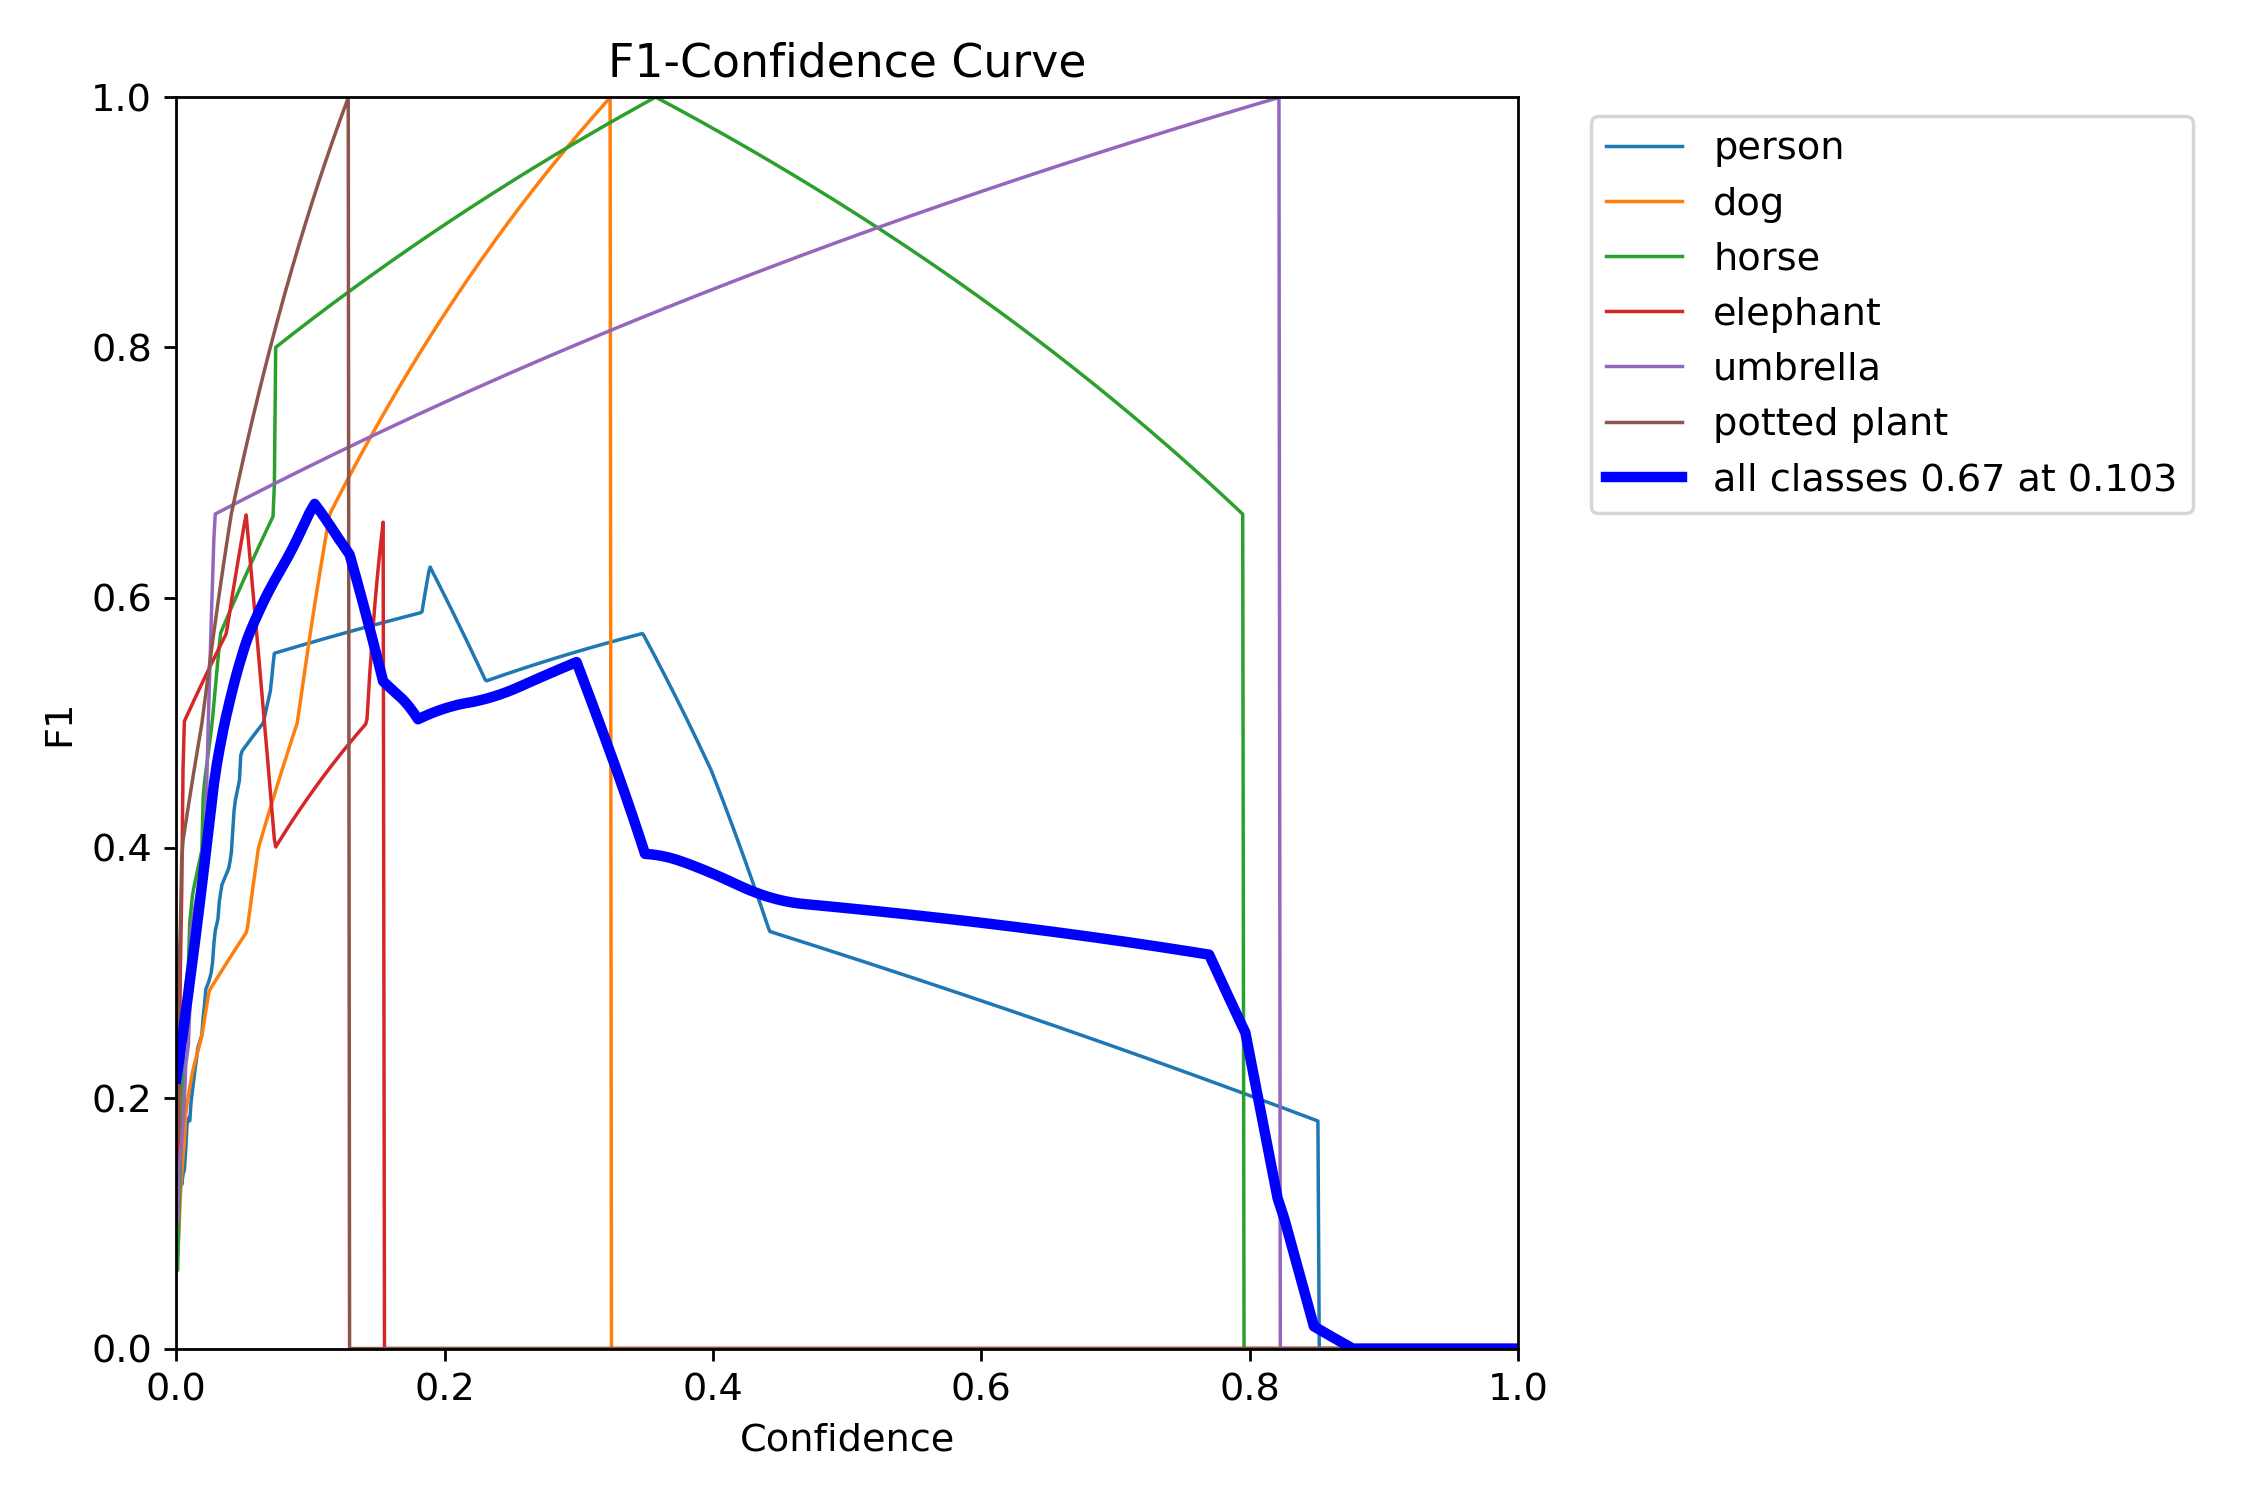 F1-Confidence Curve
1.0
0.8
0.6
0.4
0.2
0.0
F1
0.0 0.2 0.4 0.6 0.8 1.0
Confidence
person
dog
horse
elephant
umbrella
potted plant
all classes 0.67 at 0.103